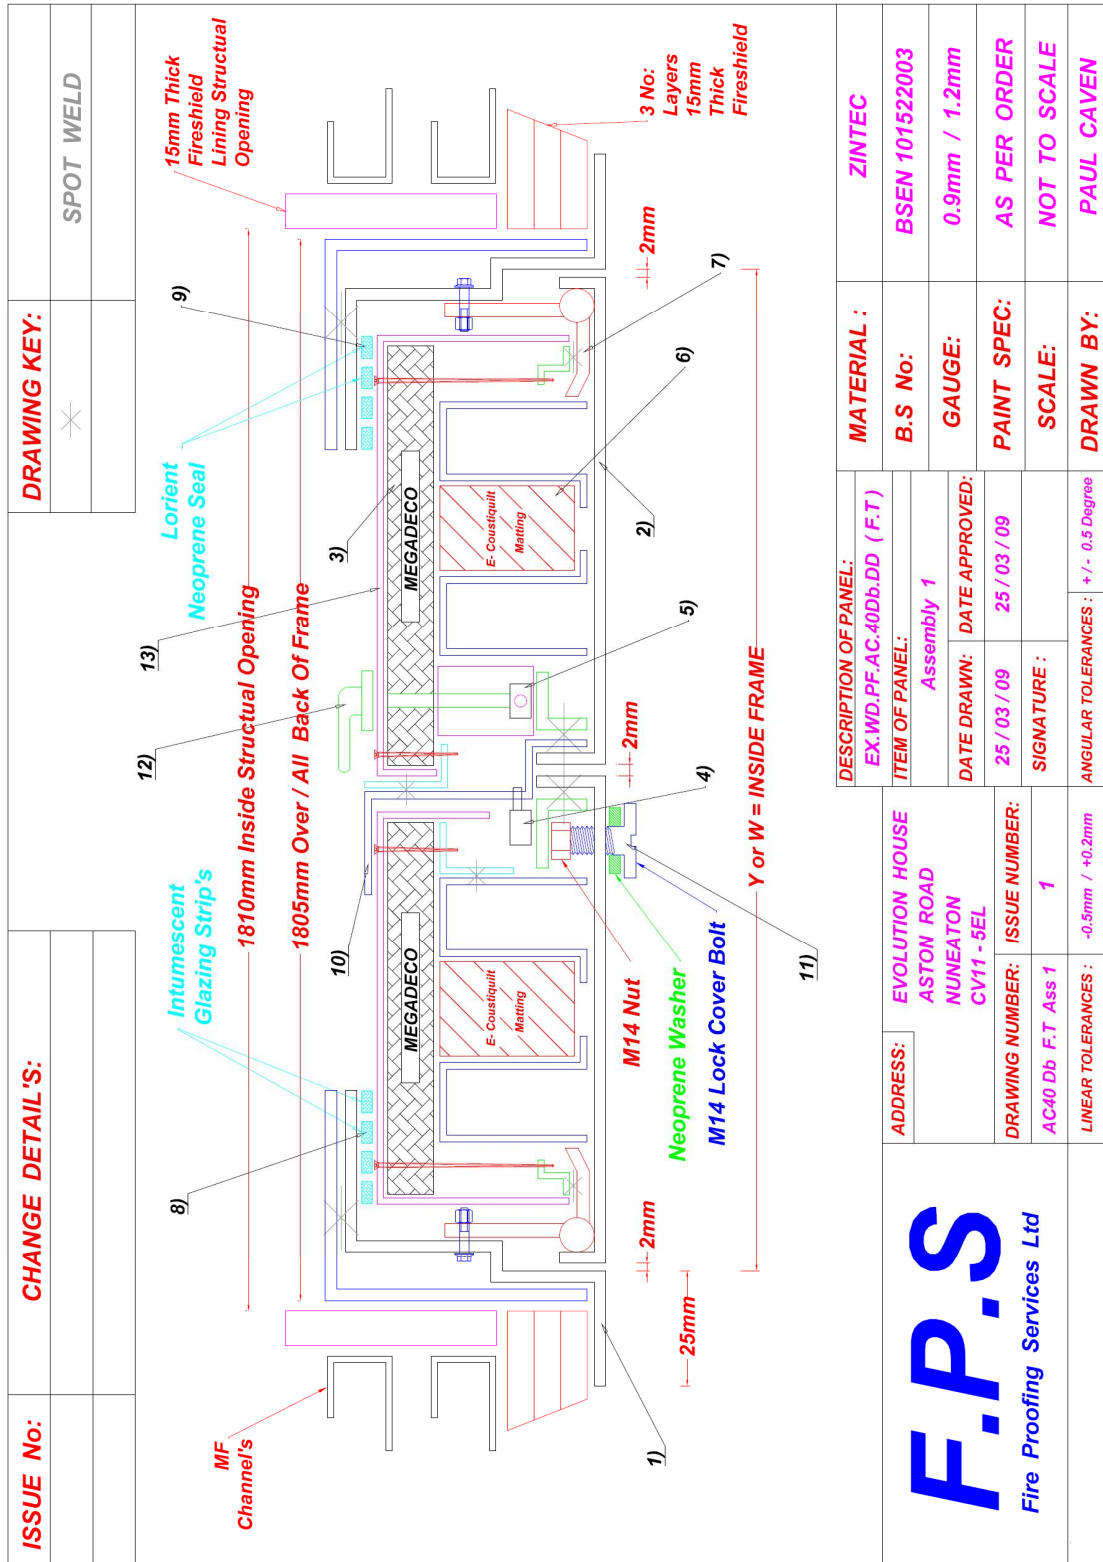 ISSUE No:
CHANGE DETAIL'S:
DRAWING KEY:
SPOT WELD
MF
Channel's
8)
Intumescent
Glazing Strip's
10)
12)
13)
Lorient
Neoprene Seal
9)
15mm Thick
Fireshield
Lining Structual
Opening
1810mm Inside Structual Opening
1805mm Over / All Back Of Frame
3)
MEGADECO
MEGADECO
E- Coustiquilt
Matting
E- Coustiquilt
Matting
3 No:
Layers
15mm
Thick
Fireshield
1)
25mm
2mm
M14 Nut
Neoprene Washer
M14 Lock Cover Bolt
11)
4)
2mm
5)
2)
6)
7)
2mm
Y or W = INSIDE FRAME
F.P.S
Fire Proofing Services Ltd
ADDRESS:
EVOLUTION HOUSE
ASTON ROAD
NUNEATON
CV11 - 5EL
DRAWING NUMBER:
ISSUE NUMBER:
AC40 Db F.T Ass 1
1
LINEAR TOLERANCES :
-0.5mm / +0.2mm
DESCRIPTION OF PANEL:
EX.WD.PF.AC.40Db.DD ( F.T )
ITEM OF PANEL:
Assembly 1
DATE DRAWN:
DATE APPROVED:
25 / 03 / 09
25 / 03 / 09
SIGNATURE :
ANGULAR TOLERANCES :
+ / - 0.5 Degree
MATERIAL :
ZINTEC
B.S No:
BSEN 101522003
GAUGE:
0.9mm / 1.2mm
PAINT SPEC:
AS PER ORDER
SCALE:
NOT TO SCALE
DRAWN BY:
PAUL CAVEN